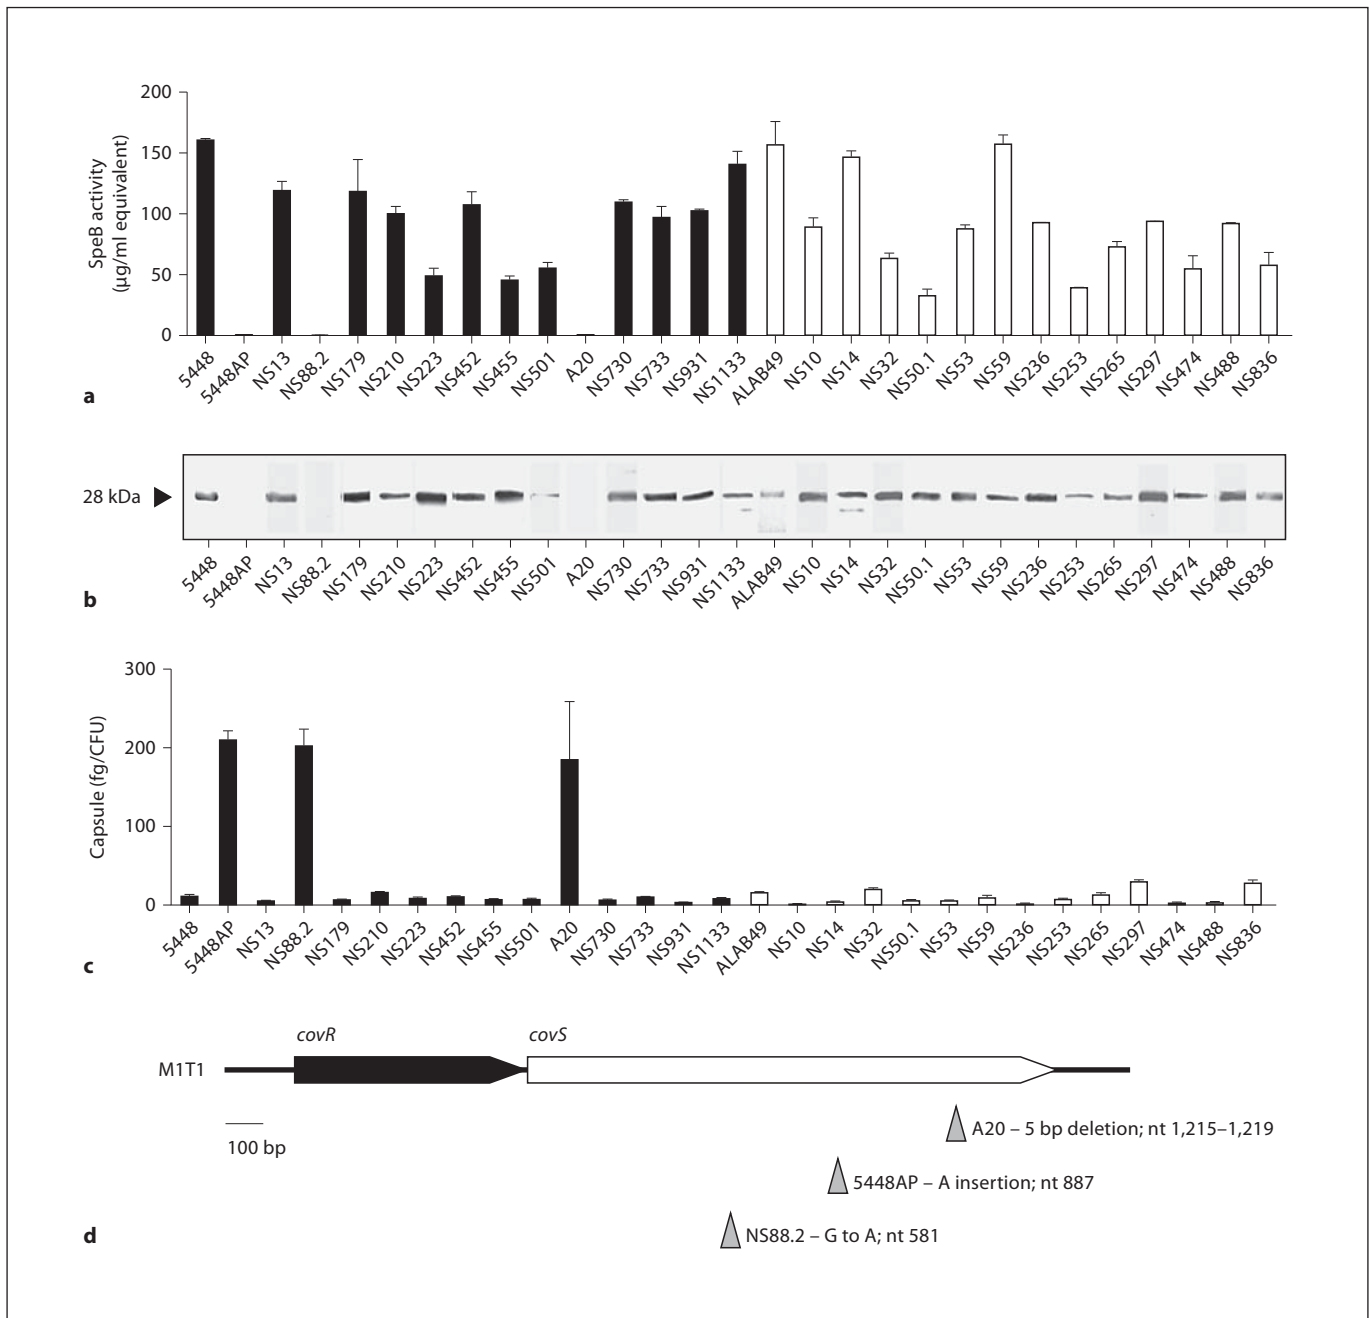 200
150
100
50
0
SpeB activity
(µg/ml equivalent)
5448 5448AP NS13 NS88.2 NS179 NS210 NS223 NS452 NS455 NS501 A20 NS730 NS733 NS931 NS1133 ALAB49 NS10 NS14 NS32 NS50.1 NS53 NS59 NS236 NS253 NS265 NS297 NS474 NS488 NS836
a
28 kDa
5448 5448AP NS13 NS88.2 NS179 NS210 NS223 NS452 NS455 NS501 A20 NS730 NS733 NS931 NS1133 ALAB49 NS10 NS14 NS32 NS50.1 NS53 NS59 NS236 NS253 NS265 NS297 NS474 NS488 NS836
b
300
200
100
0
Capsule (fg/CFU)
5448 5448AP NS13 NS88.2 NS179 NS210 NS223 NS452 NS455 NS501 A20 NS730 NS733 NS931 NS1133 ALAB49 NS10 NS14 NS32 NS50.1 NS53 NS59 NS236 NS253 NS265 NS297 NS474 NS488 NS836
c
covR covS
M1T1
100 bp
A20 – 5 bp deletion; nt 1,215–1,219
5448AP – A insertion; nt 887
NS88.2 – G to A; nt 581
d